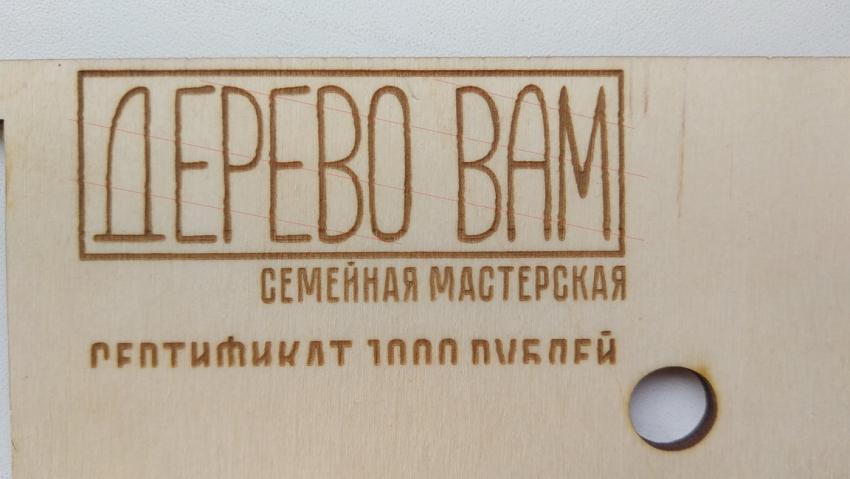 ДЕРЕВО ВАМ
СЕМЕЙНАЯ МАСТЕРСКАЯ
СЕРТИФИКАТ 1000 РУБЛЕЙ